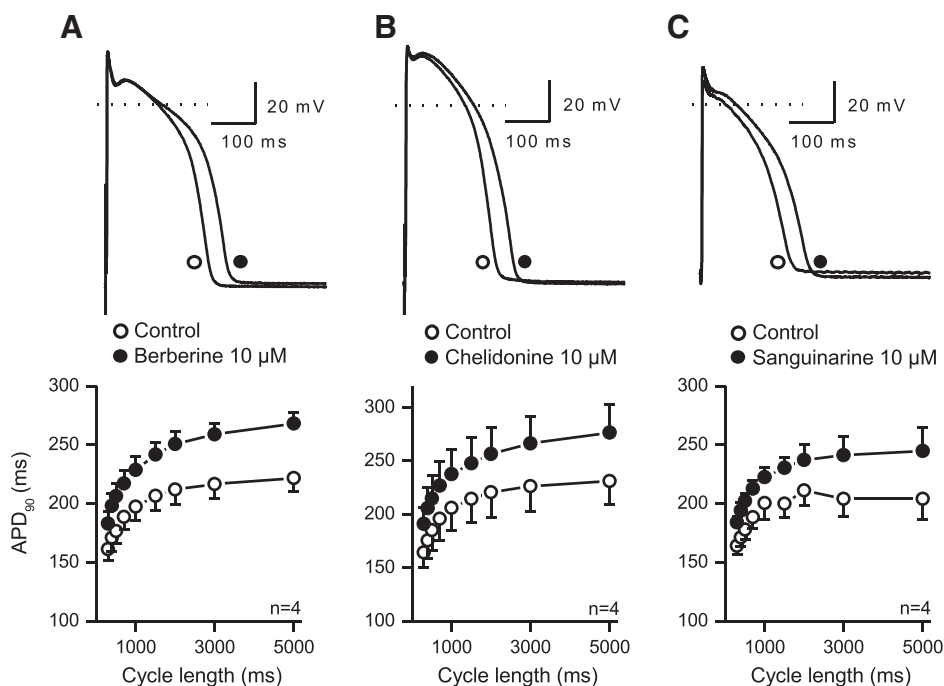 A
20 mV
100 ms
Control
Berberine 10 µM
300
250
200
150
100
APD90 (ms)
n=4
1000 3000 5000
Cycle length (ms)
B
20 mV
100 ms
Control
Chelidonine 10 µM
300
250
200
150
100
n=4
1000 3000 5000
Cycle length (ms)
C
20 mV
100 ms
Control
Sanguinarine 10 µM
300
250
200
150
100
n=4
1000 3000 5000
Cycle length (ms)